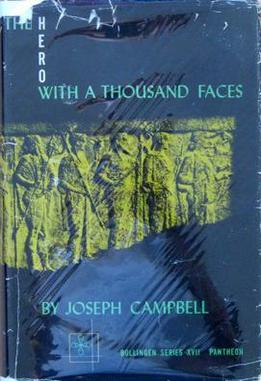 THE HERO
WITH A THOUSAND FACES
BY JOSEPH CAMPBELL
BOLLINGEN SERIES XVII PANTHEON